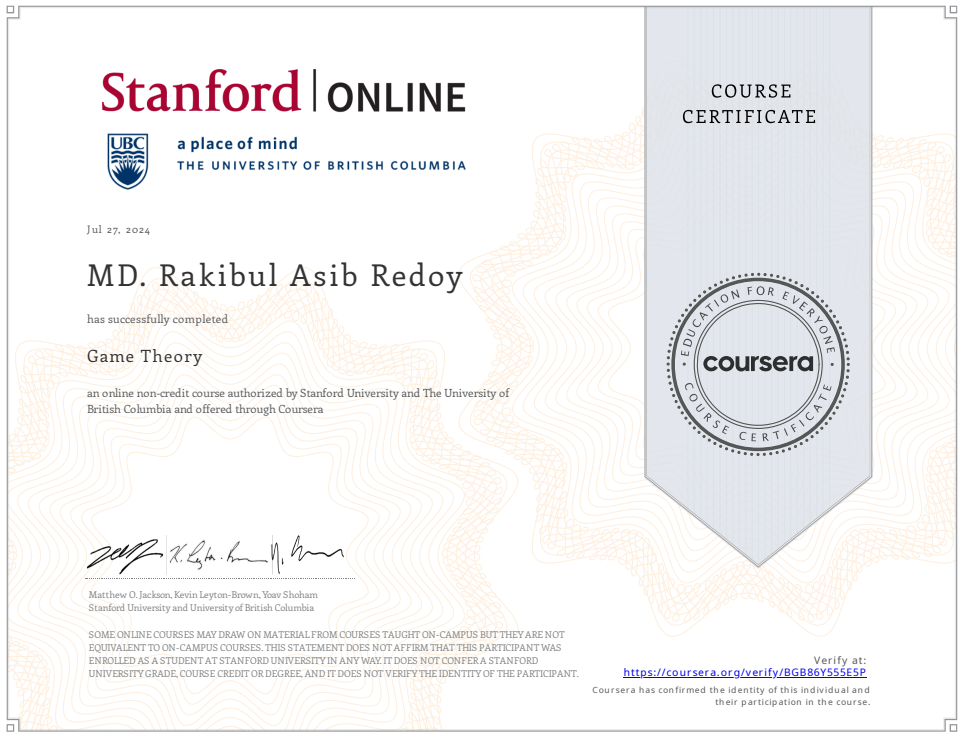 Stanford | ONLINE
UBC
a place of mind
THE UNIVERSITY OF BRITISH COLUMBIA
COURSE
CERTIFICATE
Jul 27, 2024
MD. Rakibul Asib Redoy
has successfully completed
Game Theory
an online non-credit course authorized by Stanford University and The University of
British Columbia and offered through Coursera
EDUCATION FOR EVERYONE
coursera
COURSE CERTIFICATE
Matthew O. Jackson, Kevin Leyton-Brown, Yoav Shoham
Stanford University and University of British Columbia
SOME ONLINE COURSES MAY DRAW ON MATERIAL FROM COURSES TAUGHT ON-CAMPUS BUT THEY ARE NOT
EQUIVALENT TO ON-CAMPUS COURSES. THIS STATEMENT DOES NOT AFFIRM THAT THIS PARTICIPANT WAS
ENROLLED AS A STUDENT AT STANFORD UNIVERSITY IN ANY WAY. IT DOES NOT CONFER A STANFORD
UNIVERSITY GRADE, COURSE CREDIT OR DEGREE, AND IT DOES NOT VERIFY THE IDENTITY OF THE PARTICIPANT.
Verify at:
https://coursera.org/verify/BGB86Y555E5P
Coursera has confirmed the identity of this individual and
their participation in the course.